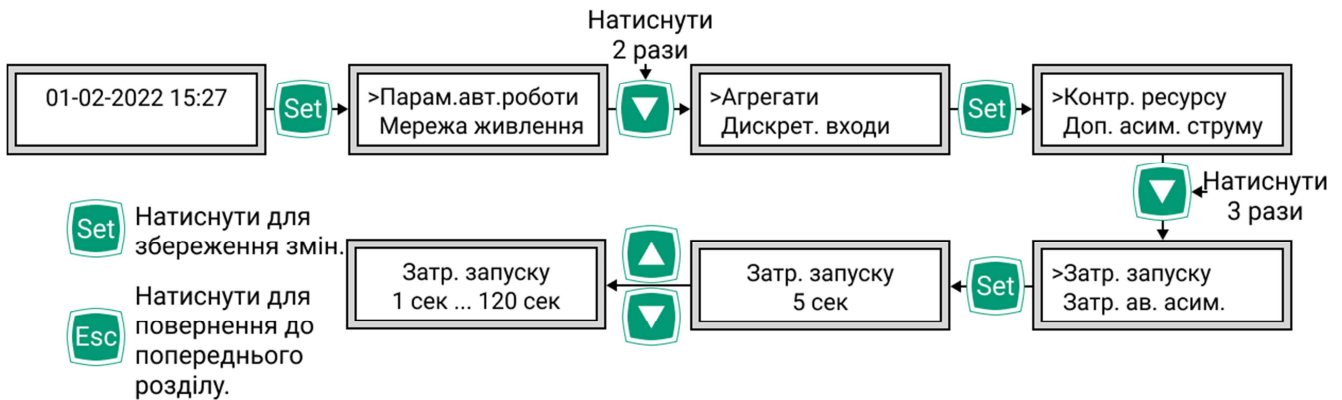 Натиснути
2 рази
01-02-2022 15:27
Set
>Парам.авт.роботи
Мережа живлення
>Агрегати
Дискрет. входи
Set
>Контр. ресурсу
Доп. асим. струму
Натиснути
3 рази
Set
Натиснути для
збереження змін.
Затр. запуску
1 сек ... 120 сек
Затр. запуску
5 сек
Set
>Затр. запуску
Затр. ав. асим.
Esc
Натиснути для
повернення до
попереднього
розділу.